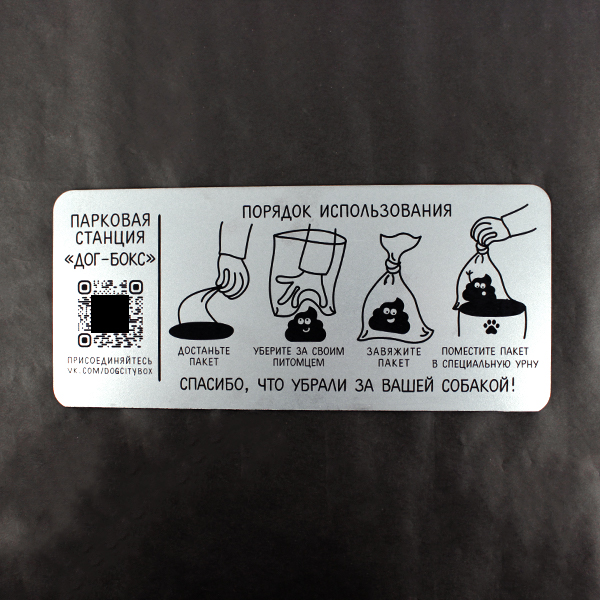 ПАРКОВАЯ
СТАНЦИЯ
«ДОГ-БОКС»
ПРИСОЕДИНЯЙТЕСЬ
VK.COM/DOGCITYBOX
ПОРЯДОК ИСПОЛЬЗОВАНИЯ
ДОСТАНЬТЕ
ПАКЕТ
УБЕРИТЕ ЗА СВОИМ
ПИТОМЦЕМ
ЗАВЯЖИТЕ
ПАКЕТ
ПОМЕСТИТЕ ПАКЕТ
В СПЕЦИАЛЬНУЮ УРНУ
СПАСИБО, ЧТО УБРАЛИ ЗА ВАШЕЙ СОБАКОЙ!